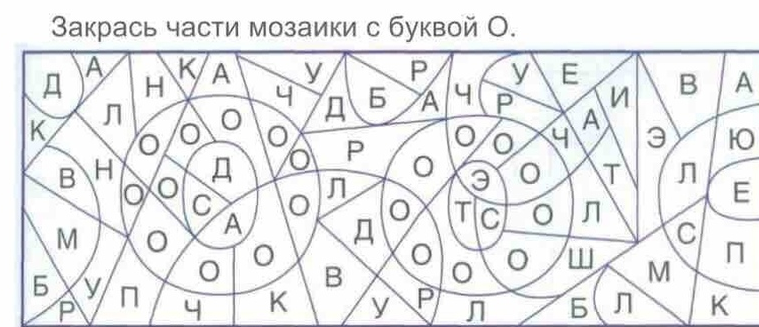 Закрась части мозаики с буквой О.
Д А Н К А У Р Ч У Е И В А
К Л О О О О Ч Д Б А Р Ч А Э Ю
В Н О О Д О Р О О О Э О Т Л Е
М О С А О Л Д О Т С О Л С П
Б Р У П О О Ч К В У Р О О О Л Ш Б Л М К